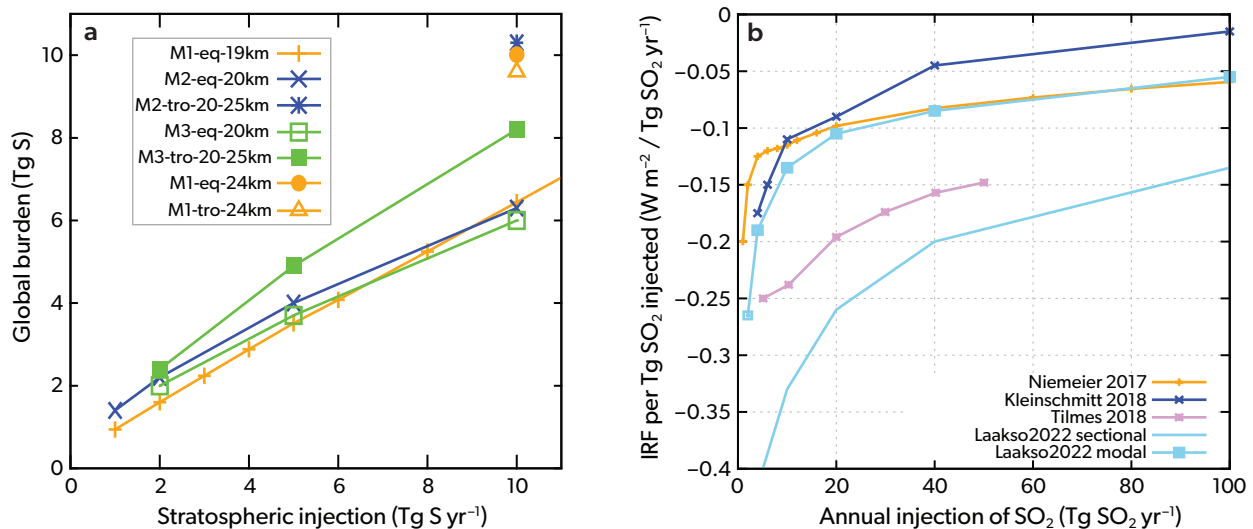 a
M1-eq-19km
M2-eq-20km
M2-tro-20-25km
M3-eq-20km
M3-tro-20-25km
M1-eq-24km
M1-tro-24km
Global burden (Tg S)
10
8
6
4
2
0
0 2 4 6 8 10
Stratospheric injection (Tg S yr⁻¹)
b
IRF per Tg SO₂ injected (W m⁻² / Tg SO₂ yr⁻¹)
−0.05
−0.1
−0.15
−0.2
−0.25
−0.3
−0.35
−0.4
Niemeier 2017
Kleinschmitt 2018
Tilmes 2018
Laakso2022 sectional
Laakso2022 modal
0 20 40 60 80 100
Annual injection of SO₂ (Tg SO₂ yr⁻¹)